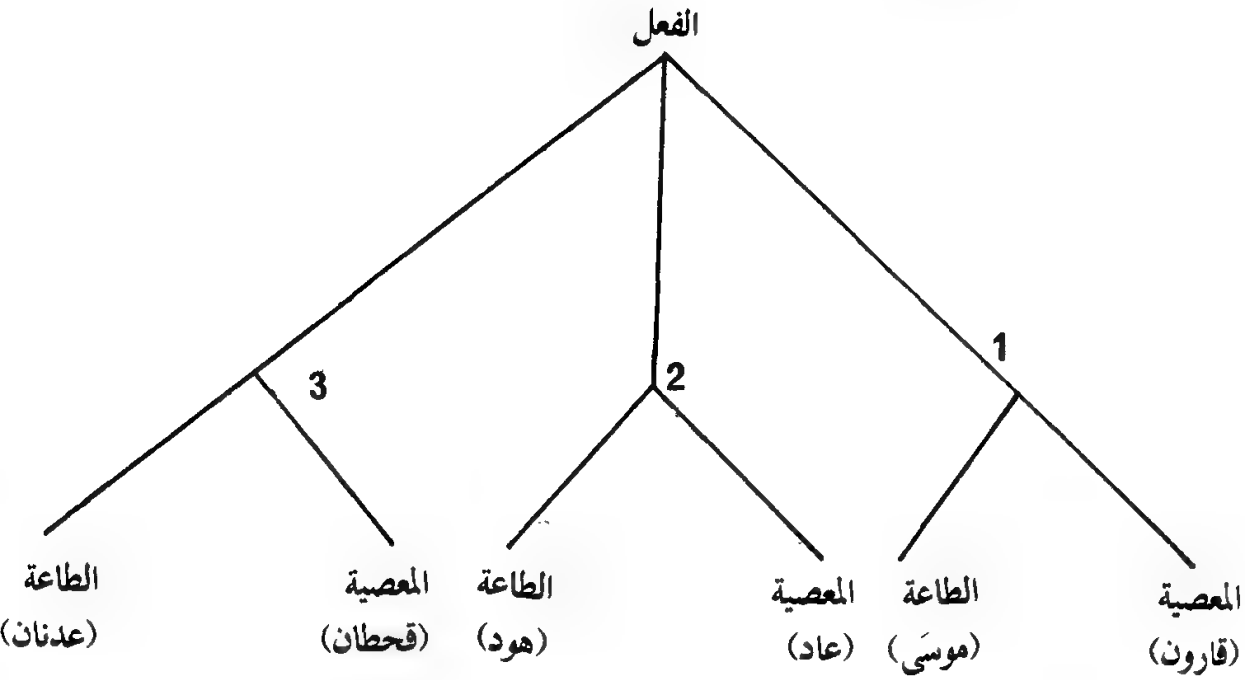 الفعل
1
2
3
المعصية
(قارون)
الطاعة
(موسَى)
المعصية
(عاد)
الطاعة
(هود)
المعصية
(قحطان)
الطاعة
(عدنان)